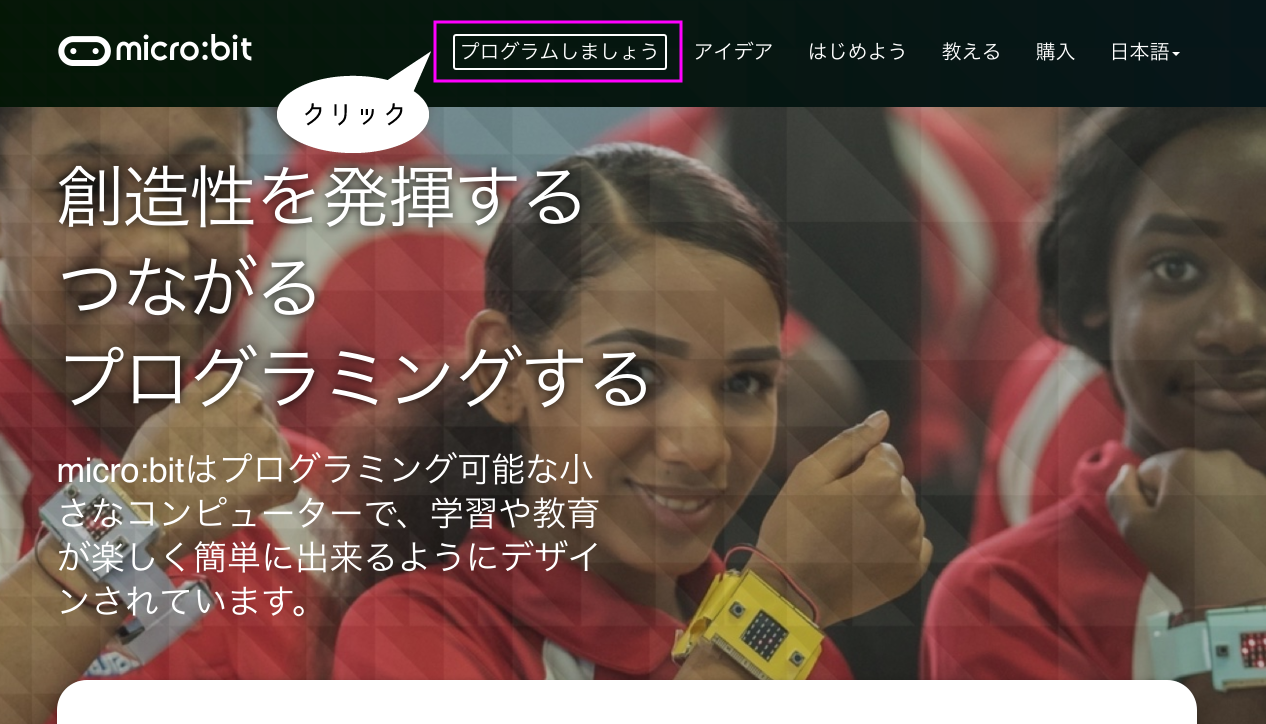 micro:bit
プログラムしましょう
アイデア
はじめよう
教える
購入
日本語
クリック
創造性を発揮する
つながる
プログラミングする
micro:bitはプログラミング可能な小
さなコンピューターで、学習や教育
が楽しく簡単に出来るようにデザイ
ンされています。